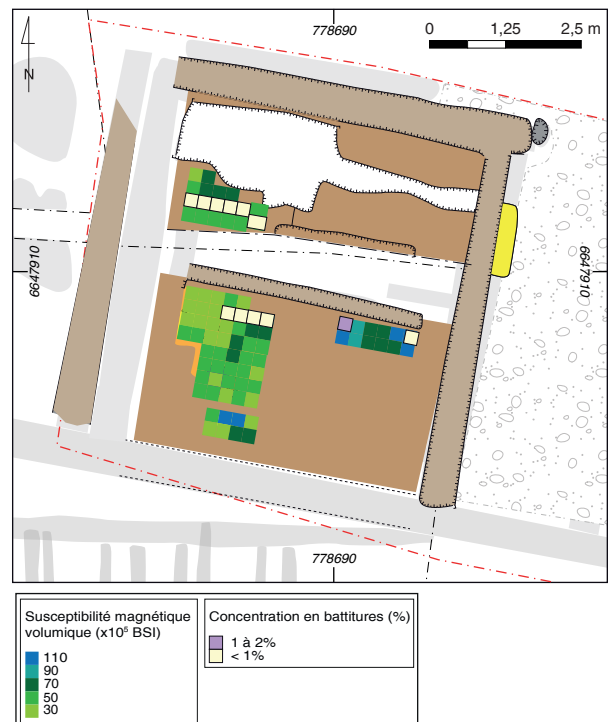 778690
0 1,25 2,5 m
N
6647910
6647910
778690
Susceptibilité magnétique
volumique (x10⁵ BSI)
110
90
70
50
30
Concentration en battitures (%)
1 à 2%
< 1%